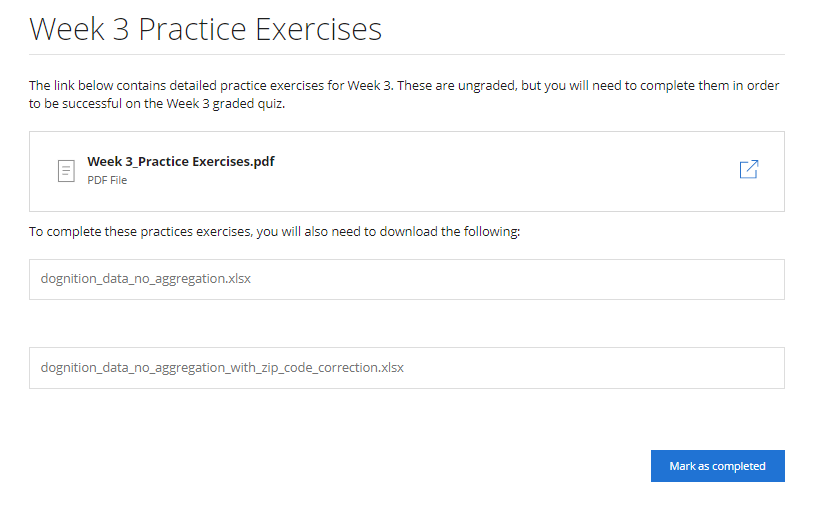 Week 3 Practice Exercises
The link below contains detailed practice exercises for Week 3. These are ungraded, but you will need to complete them in order
to be successful on the Week 3 graded quiz.
Week 3_Practice Exercises.pdf
PDF File
To complete these practices exercises, you will also need to download the following:
dognition_data_no_aggregation.xlsx
dognition_data_no_aggregation_with_zip_code_correction.xlsx
Mark as completed